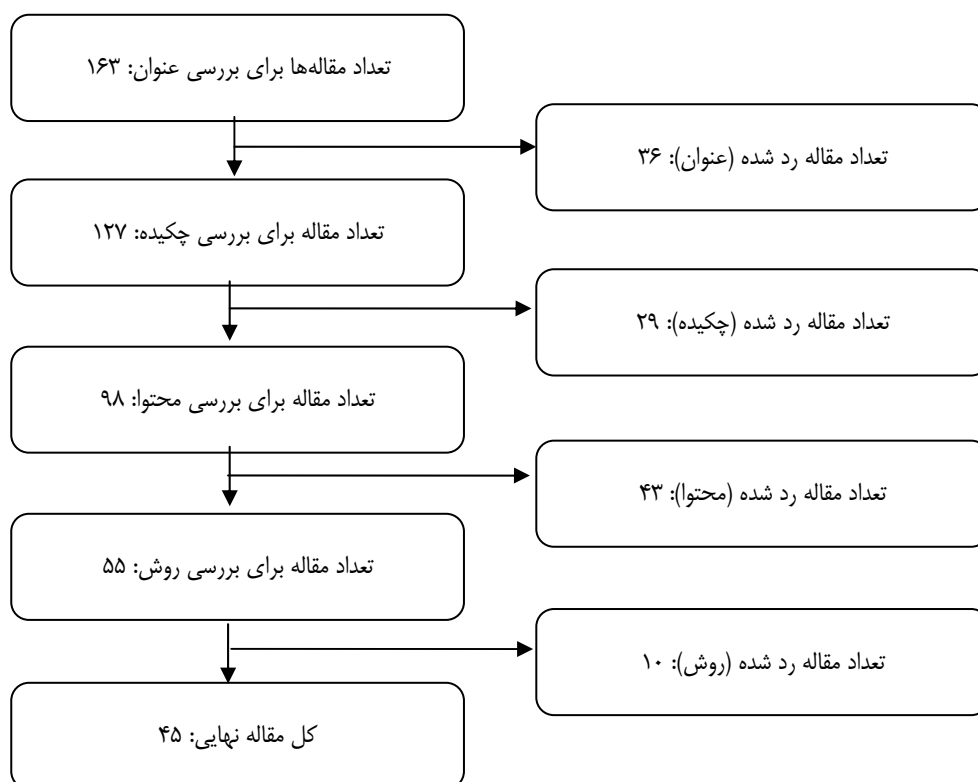 تعداد مقاله‌ها برای بررسی عنوان: ۱۶۳
تعداد مقاله رد شده (عنوان): ۳۶
تعداد مقاله برای بررسی چکیده: ۱۲۷
تعداد مقاله رد شده (چکیده): ۲۹
تعداد مقاله برای بررسی محتوا: ۹۸
تعداد مقاله رد شده (محتوا): ۴۳
تعداد مقاله برای بررسی روش: ۵۵
تعداد مقاله رد شده (روش): ۱۰
کل مقاله نهایی: ۴۵